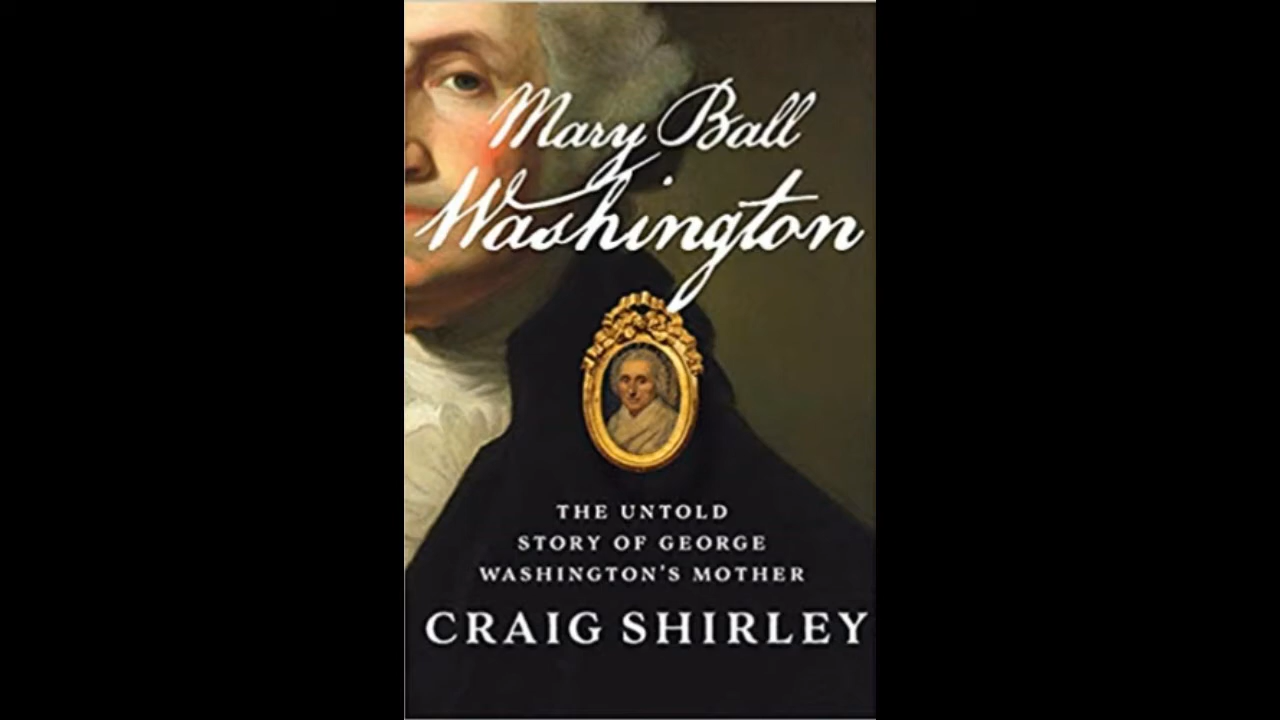 Mary Ball
Washington
THE UNTOLD
STORY OF GEORGE
WASHINGTON'S MOTHER
CRAIG SHIRLEY